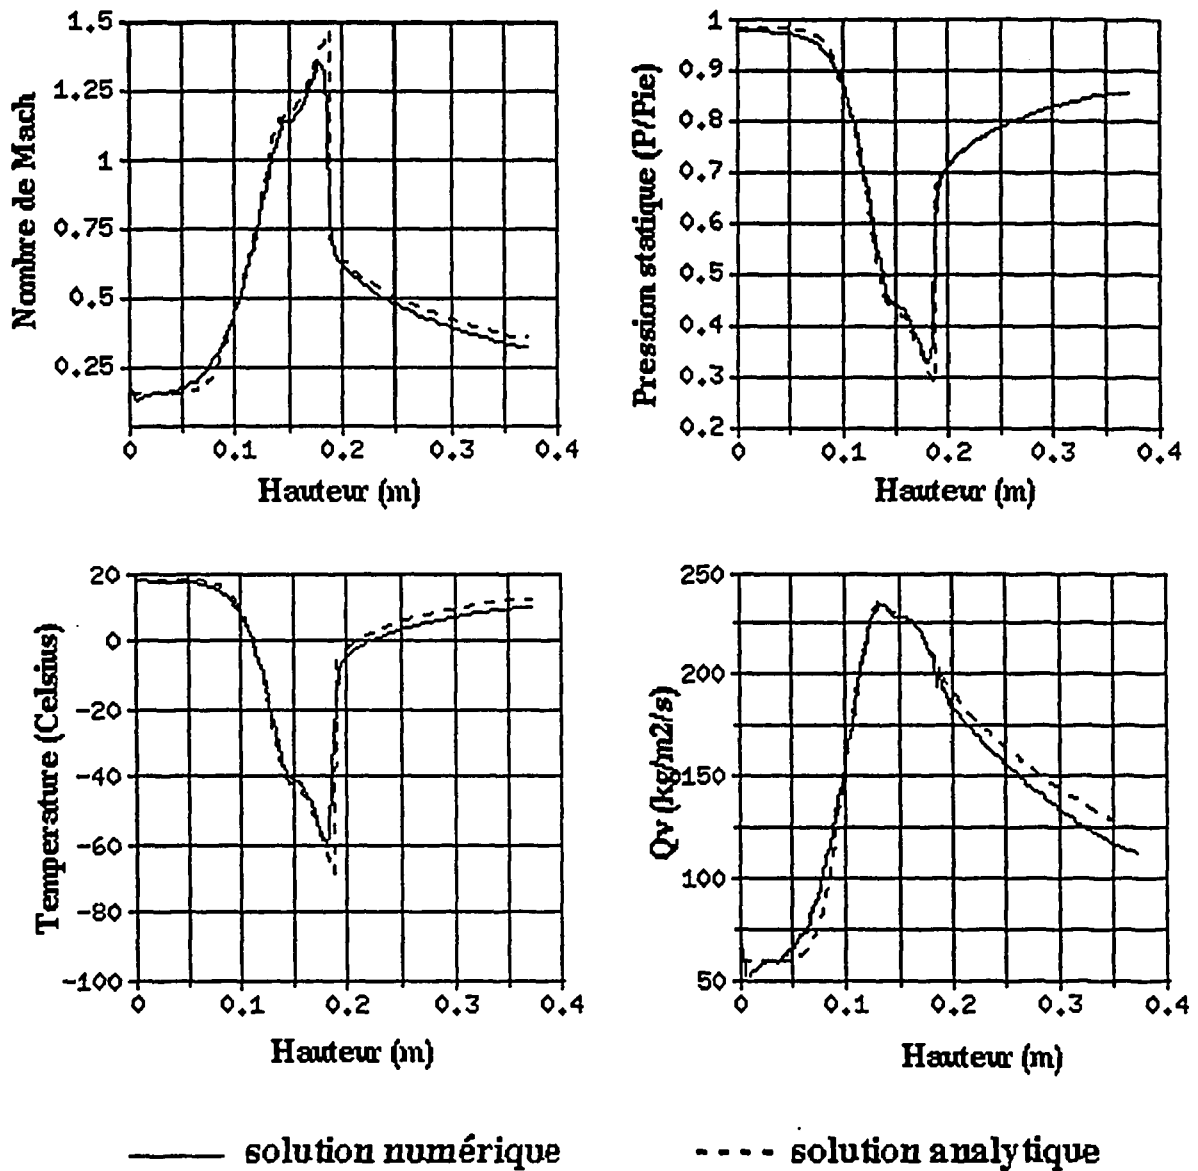 1.5
1.25
1
0.75
0.5
0.25
0 0.1 0.2 0.3 0.4
Nombre de Mach
Hauteur (m)
1
0.9
0.8
0.7
0.6
0.5
0.4
0.3
0.2
0 0.1 0.2 0.3 0.4
Pression statique (P/Pie)
Hauteur (m)
20
0
-20
-40
-60
-80
-100
0 0.1 0.2 0.3 0.4
Temperature (Celsius)
Hauteur (m)
250
200
150
100
50
0 0.1 0.2 0.3 0.4
Qv (kg/m2/s)
Hauteur (m)
solution numérique
solution analytique